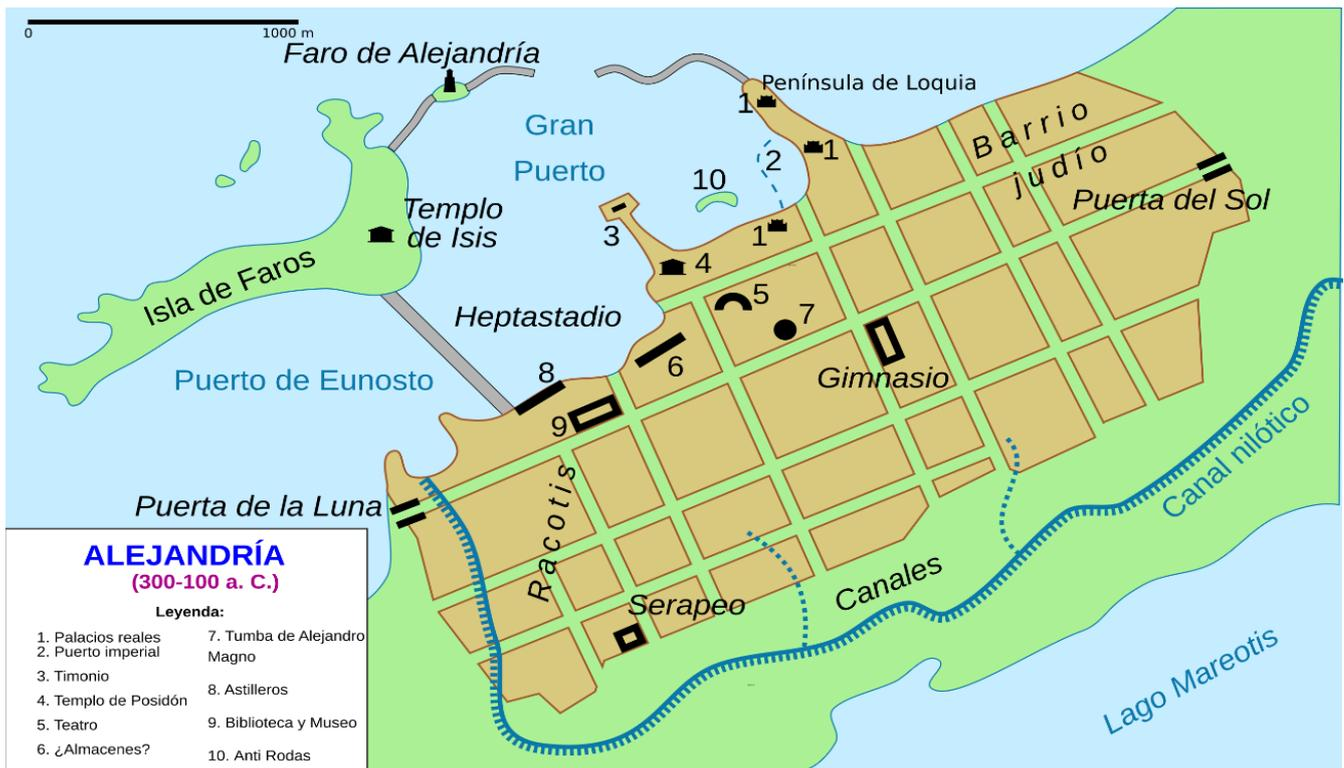 0 1000 m
Faro de Alejandría
Península de Loquia
1
Gran
Puerto
1
2
Barrio
judío
10
Puerta del Sol
Templo
de Isis
3
1
4
Isla de Faros
5
7
Heptastadio
6
Gimnasio
8
Puerto de Eunosto
9
Canal nilótico
Puerta de la Luna
Racotis
Canales
Serapeo
Lago Mareotis
ALEJANDRÍA
(300-100 a. C.)
Leyenda:
1. Palacios reales
2. Puerto imperial
3. Timonio
4. Templo de Posidón
5. Teatro
6. ¿Almacenes?
7. Tumba de Alejandro
Magno
8. Astilleros
9. Biblioteca y Museo
10. Anti Rodas